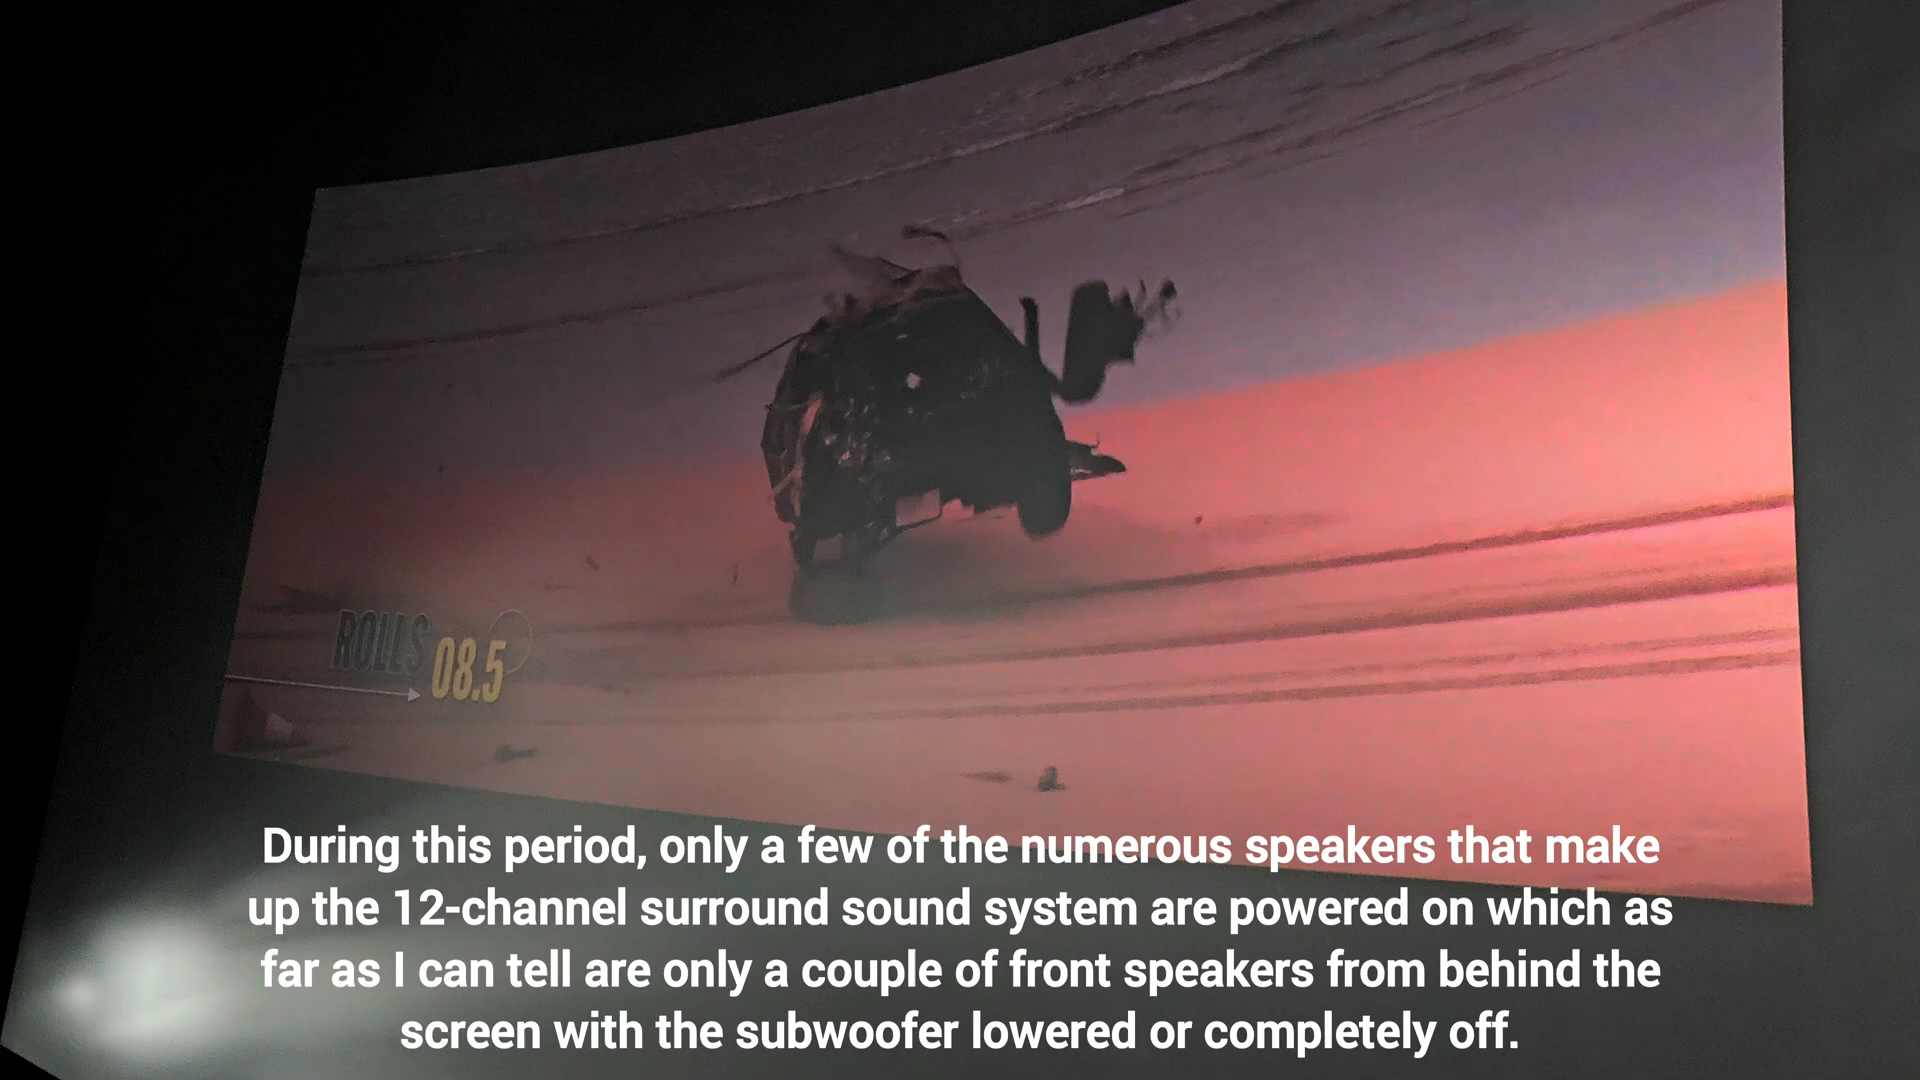 ROLLS
08.5
During this period, only a few of the numerous speakers that make
up the 12-channel surround sound system are powered on which as
far as I can tell are only a couple of front speakers from behind the
screen with the subwoofer lowered or completely off.